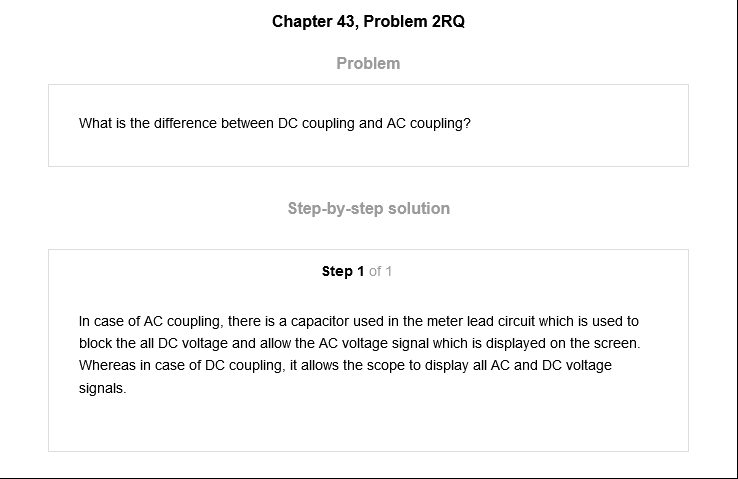 Chapter 43, Problem 2RQ
Problem
What is the difference between DC coupling and AC coupling?
Step-by-step solution
Step 1 of 1
In case of AC coupling, there is a capacitor used in the meter lead circuit which is used to
block the all DC voltage and allow the AC voltage signal which is displayed on the screen.
Whereas in case of DC coupling, it allows the scope to display all AC and DC voltage
signals.